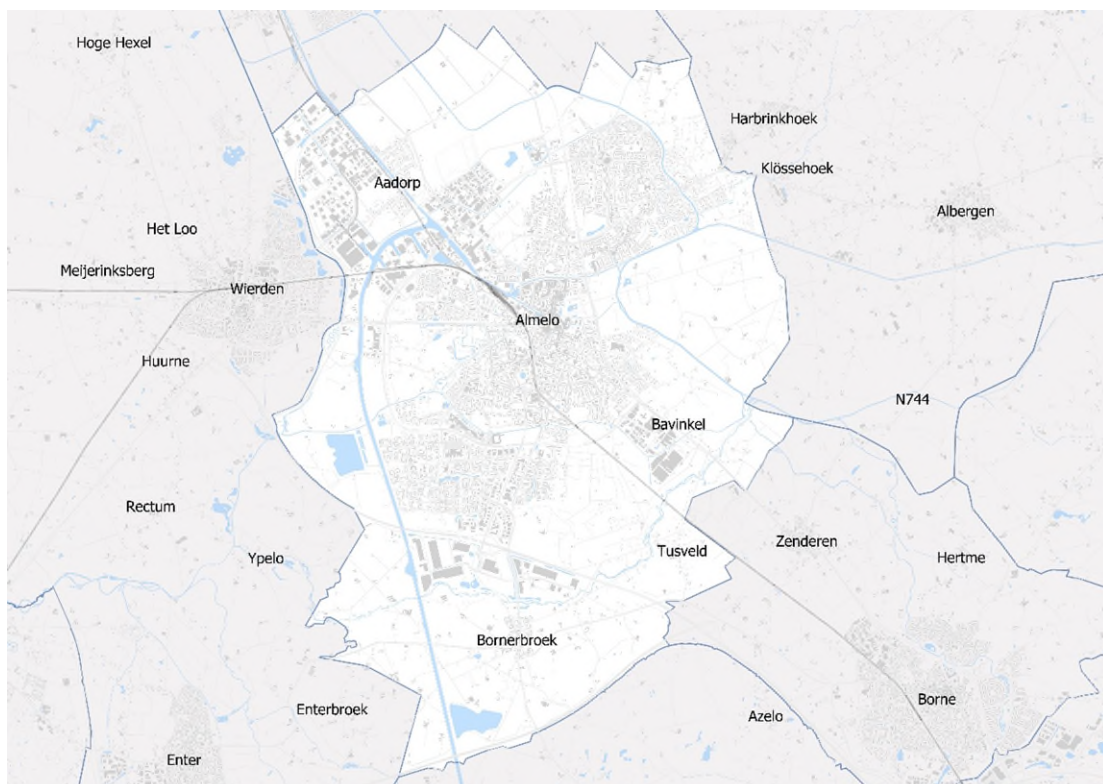 Hoge Hexel
Harbrinkhoek
Klössehoek
Aadorp
Albergen
Het Loo
Meijerinksberg
Wierden
Almelo
Huurne
N744
Bavinkel
Rectum
Zenderen
Tusveld
Ypelo
Hertme
Bornerbroek
Borne
Enterbroek
Azelo
Enter